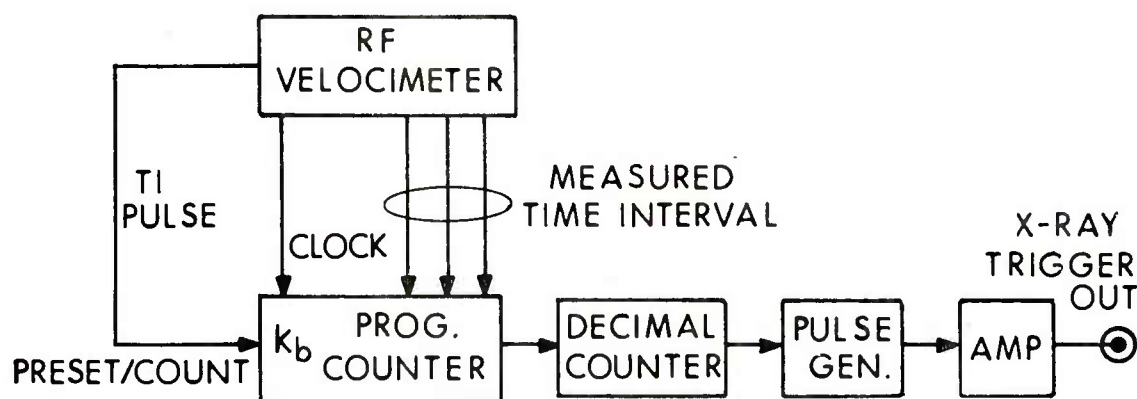 RF
VELOCIMETER
TI
PULSE
MEASURED
TIME INTERVAL
CLOCK
X-RAY
TRIGGER
OUT
PRESET/COUNT
Kb
PROG.
COUNTER
DECIMAL
COUNTER
PULSE
GEN.
AMP